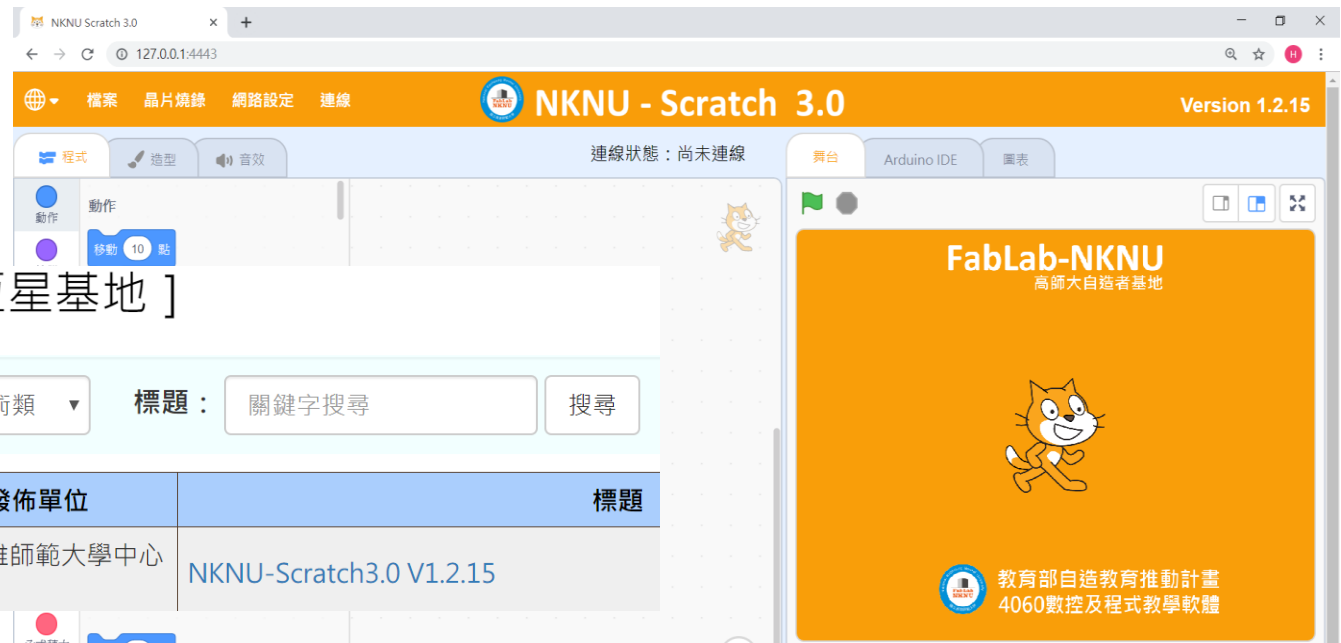 NKNU Scratch 3.0
127.0.0.1:4443
H
檔案 晶片燒錄 網路設定 連線
NKNU - Scratch 3.0
Version 1.2.15
程式 造型 音效
連線狀態：尚未連線
舞台 Arduino IDE 圖表
動作
動作
移動 10 點
星基地 ]
FabLab-NKNU
高師大自造者基地
術類
標題：
關鍵字搜尋
搜尋
發佈單位
標題
師範大學中心
NKNU-Scratch3.0 V1.2.15
教育部自造教育推動計畫
4060數控及程式教學軟體